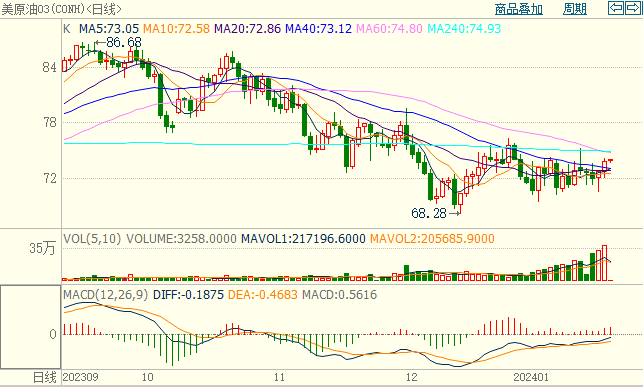 美原油03(CONH)<日线> 商品叠加 周期
K MA5:73.05 MA10:72.58 MA20:72.86 MA40:73.12 MA60:74.80 MA240:74.93
86.68
84
78
72
68.28
VOL(5,10) VOLUME:3258.0000 MAVOL1:217196.6000 MAVOL2:205685.9000
35万
MACD(12,26,9) DIFF:-0.1875 DEA:-0.4683 MACD:0.5616
0
日线 202309 10 11 12 202401